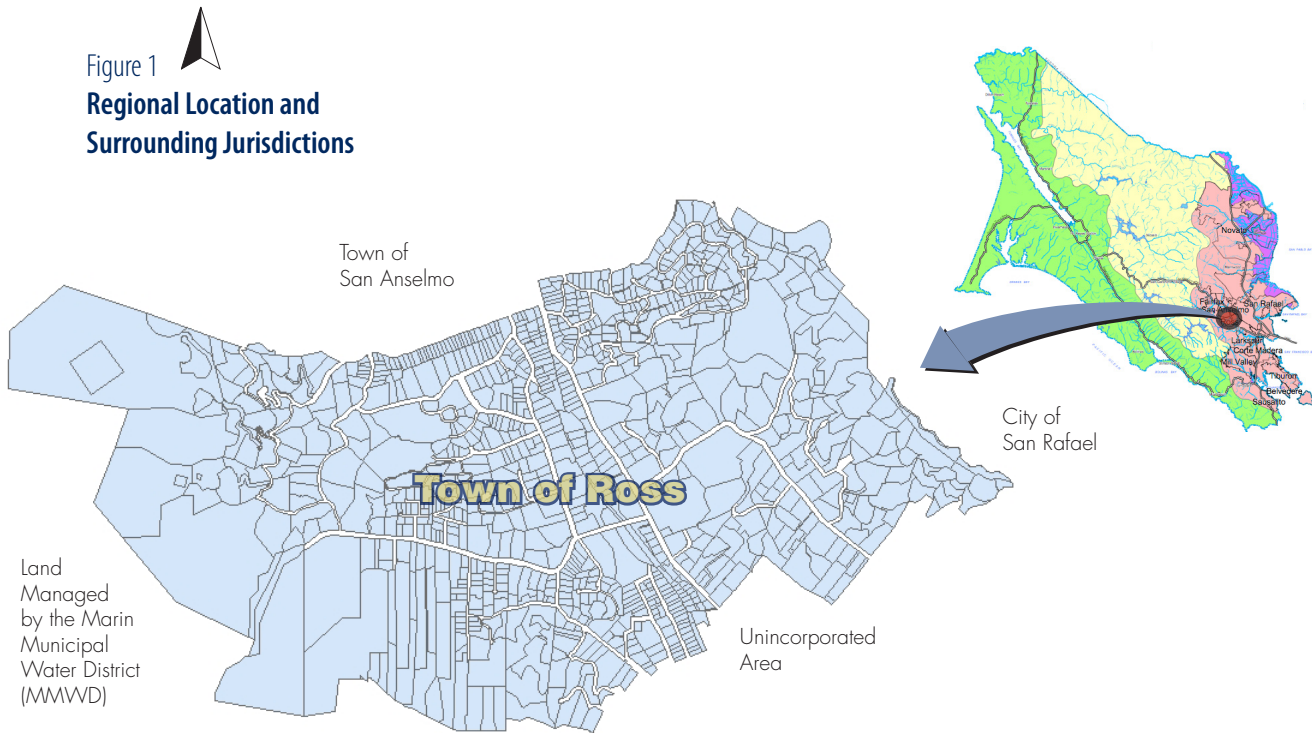 Figure 1
Regional Location and
Surrounding Jurisdictions
Town of
San Anselmo
Town of Ross
Land
Managed
by the Marin
Municipal
Water District
(MMWD)
Unincorporated
Area
City of
San Rafael
Novato
Fairfax
San Rafael
San Anselmo
Larkspur
Corte Madera
Mill Valley
Tiburon
Belvedere
Sausalito